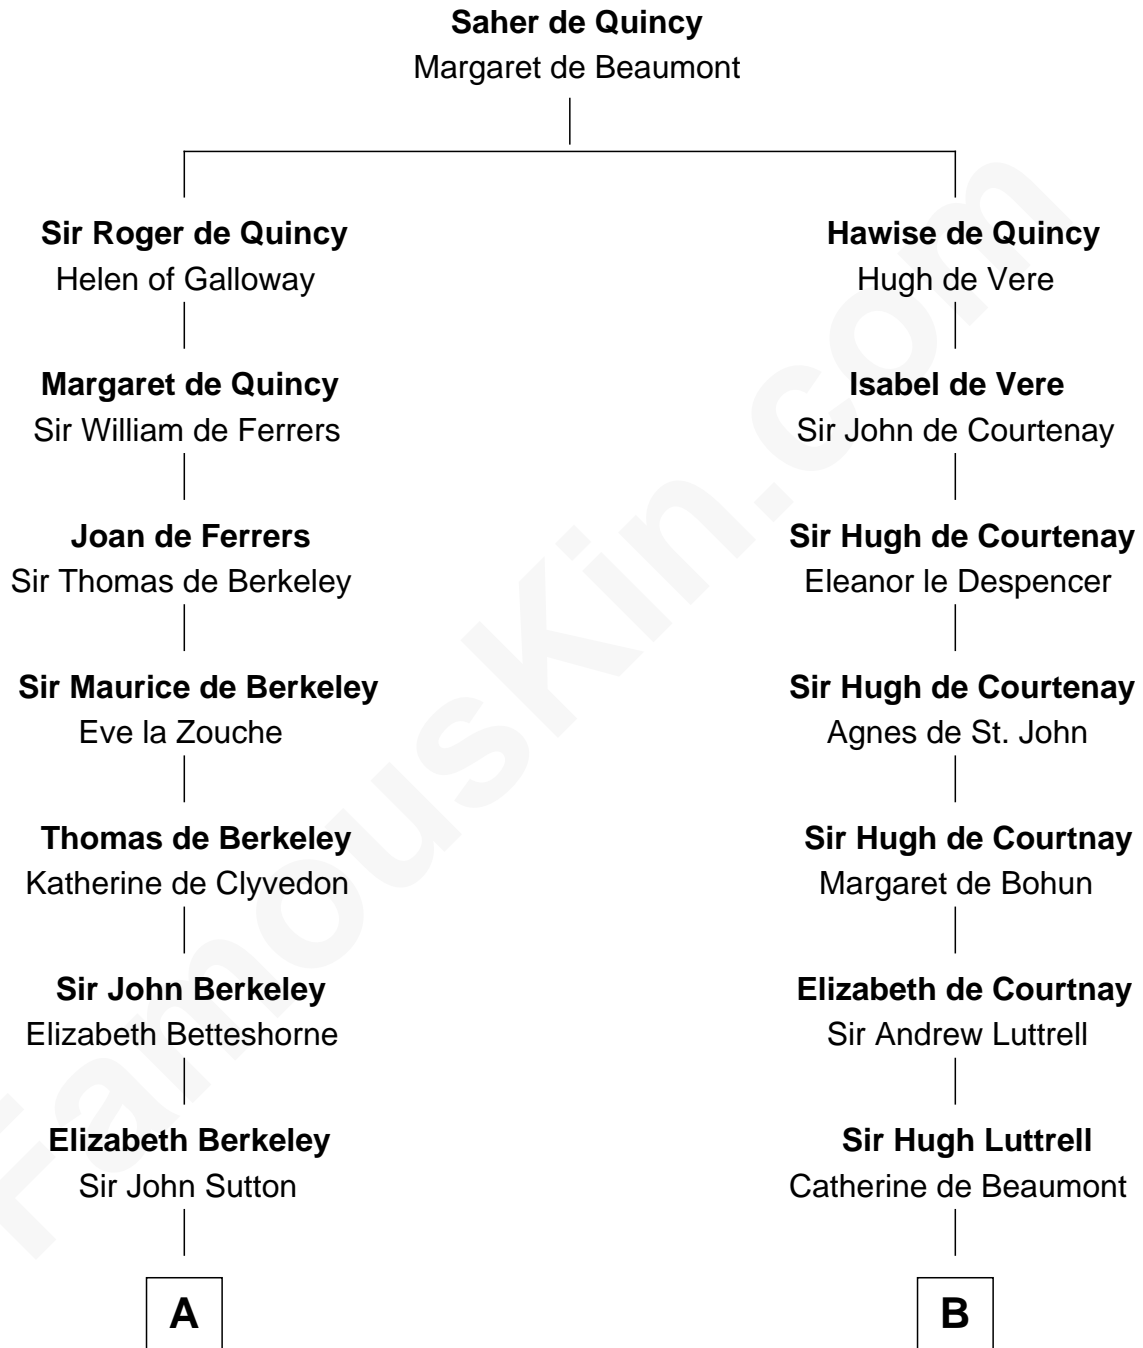 Saher de Quincy
Margaret de Beaumont
Sir Roger de Quincy
Helen of Galloway
Hawise de Quincy
Hugh de Vere
Margaret de Quincy
Sir William de Ferrers
Isabel de Vere
Sir John de Courtenay
Joan de Ferrers
Sir Thomas de Berkeley
Sir Hugh de Courtenay
Eleanor le Despencer
Sir Maurice de Berkeley
Eve la Zouche
Sir Hugh de Courtenay
Agnes de St. John
Thomas de Berkeley
Katherine de Clyvedon
Sir Hugh de Courtnay
Margaret de Bohun
Sir John Berkeley
Elizabeth Betteshorne
Elizabeth de Courtnay
Sir Andrew Luttrell
Elizabeth Berkeley
Sir John Sutton
Sir Hugh Luttrell
Catherine de Beaumont
A
B
FamousKin.com